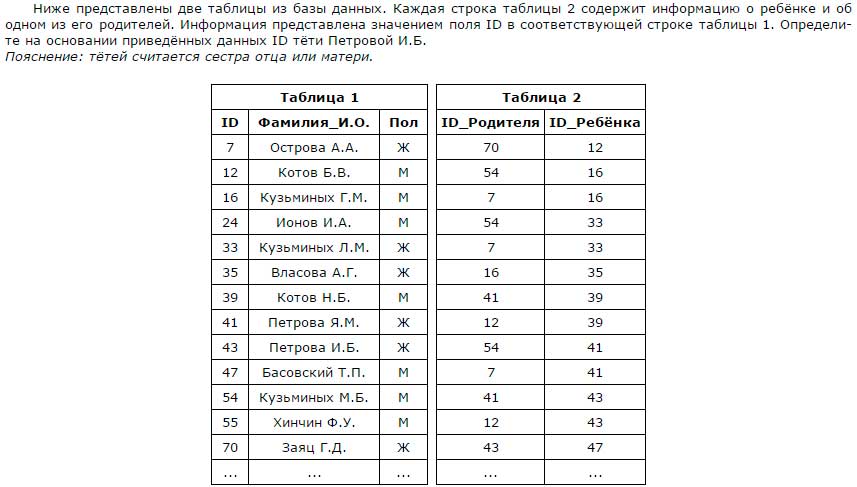 Ниже представлены две таблицы из базы данных. Каждая строка таблицы 2 содержит информацию о ребёнке и об
одном из его родителей. Информация представлена значением поля ID в соответствующей строке таблицы 1. Определи-
те на основании приведённых данных ID тёти Петровой И.Б.
Пояснение: тётей считается сестра отца или матери.
Таблица 1 Таблица 2
ID Фамилия_И.О. Пол ID_Родителя ID_Ребёнка
7 Острова А.А. Ж 70 12
12 Котов Б.В. М 54 16
16 Кузьминых Г.М. М 7 16
24 Ионов И.А. М 54 33
33 Кузьминых Л.М. Ж 7 33
35 Власова А.Г. Ж 16 35
39 Котов Н.Б. М 41 39
41 Петрова Я.М. Ж 12 39
43 Петрова И.Б. Ж 54 41
47 Басовский Т.П. М 7 41
54 Кузьминых М.Б. М 41 43
55 Хинчин Ф.У. М 12 43
70 Заяц Г.Д. Ж 43 47
... ... ... ... ...